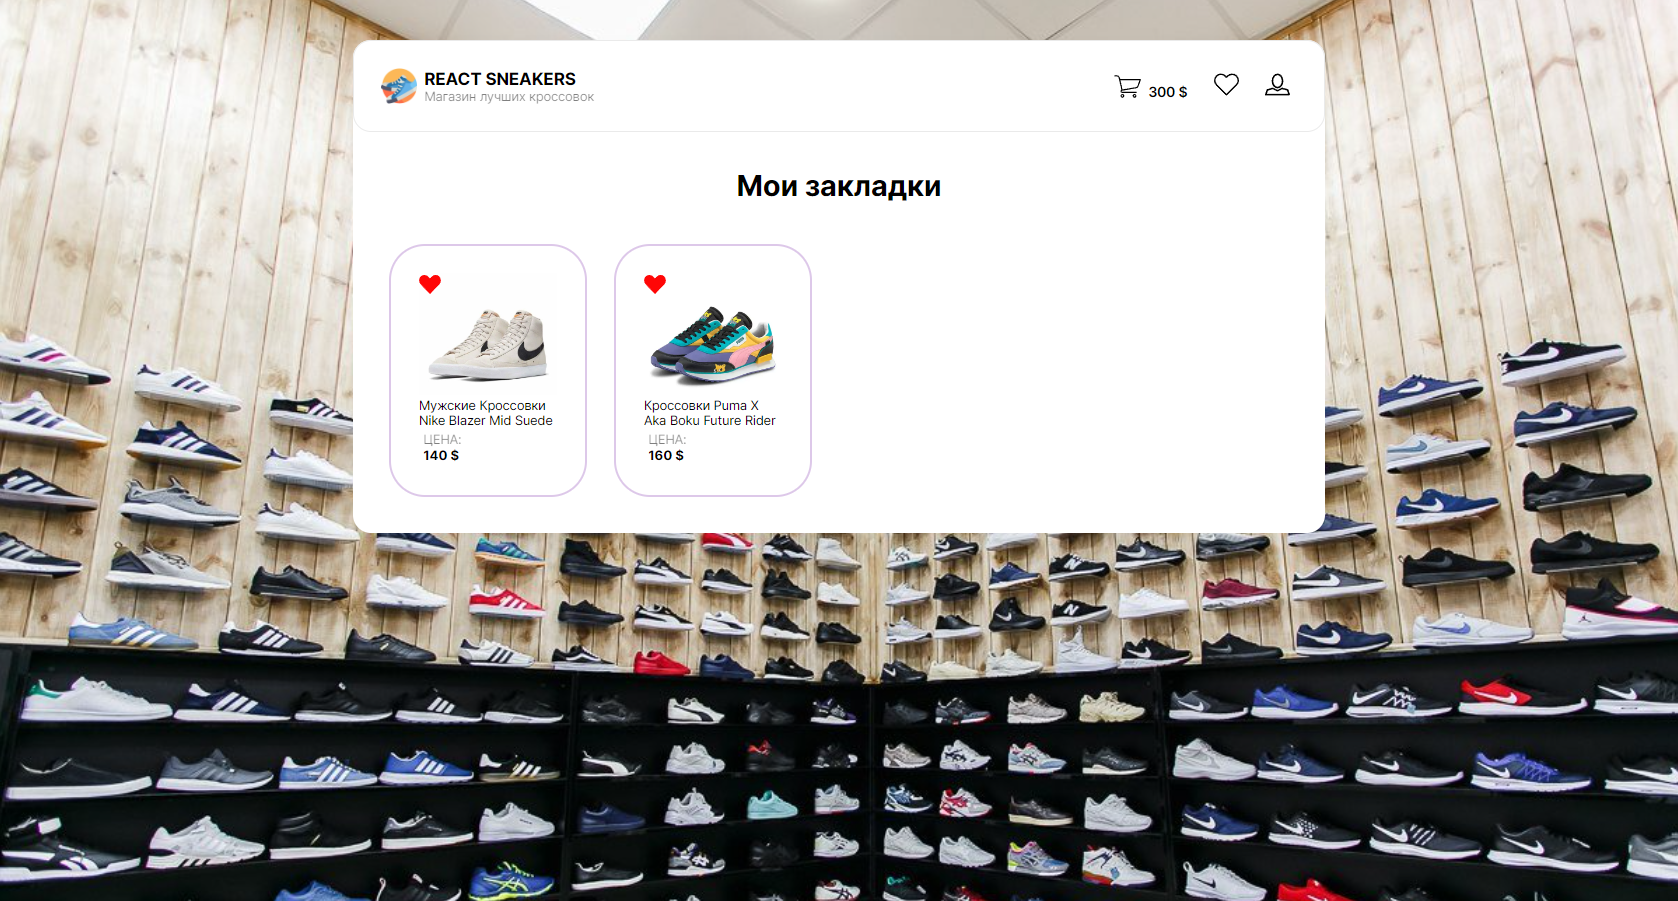 REACT SNEAKERS
Магазин лучших кроссовок
300 $
Мои закладки
Мужские Кроссовки
Nike Blazer Mid Suede
ЦЕНА:
140 $
Кроссовки Puma X
Aka Boku Future Rider
ЦЕНА:
160 $